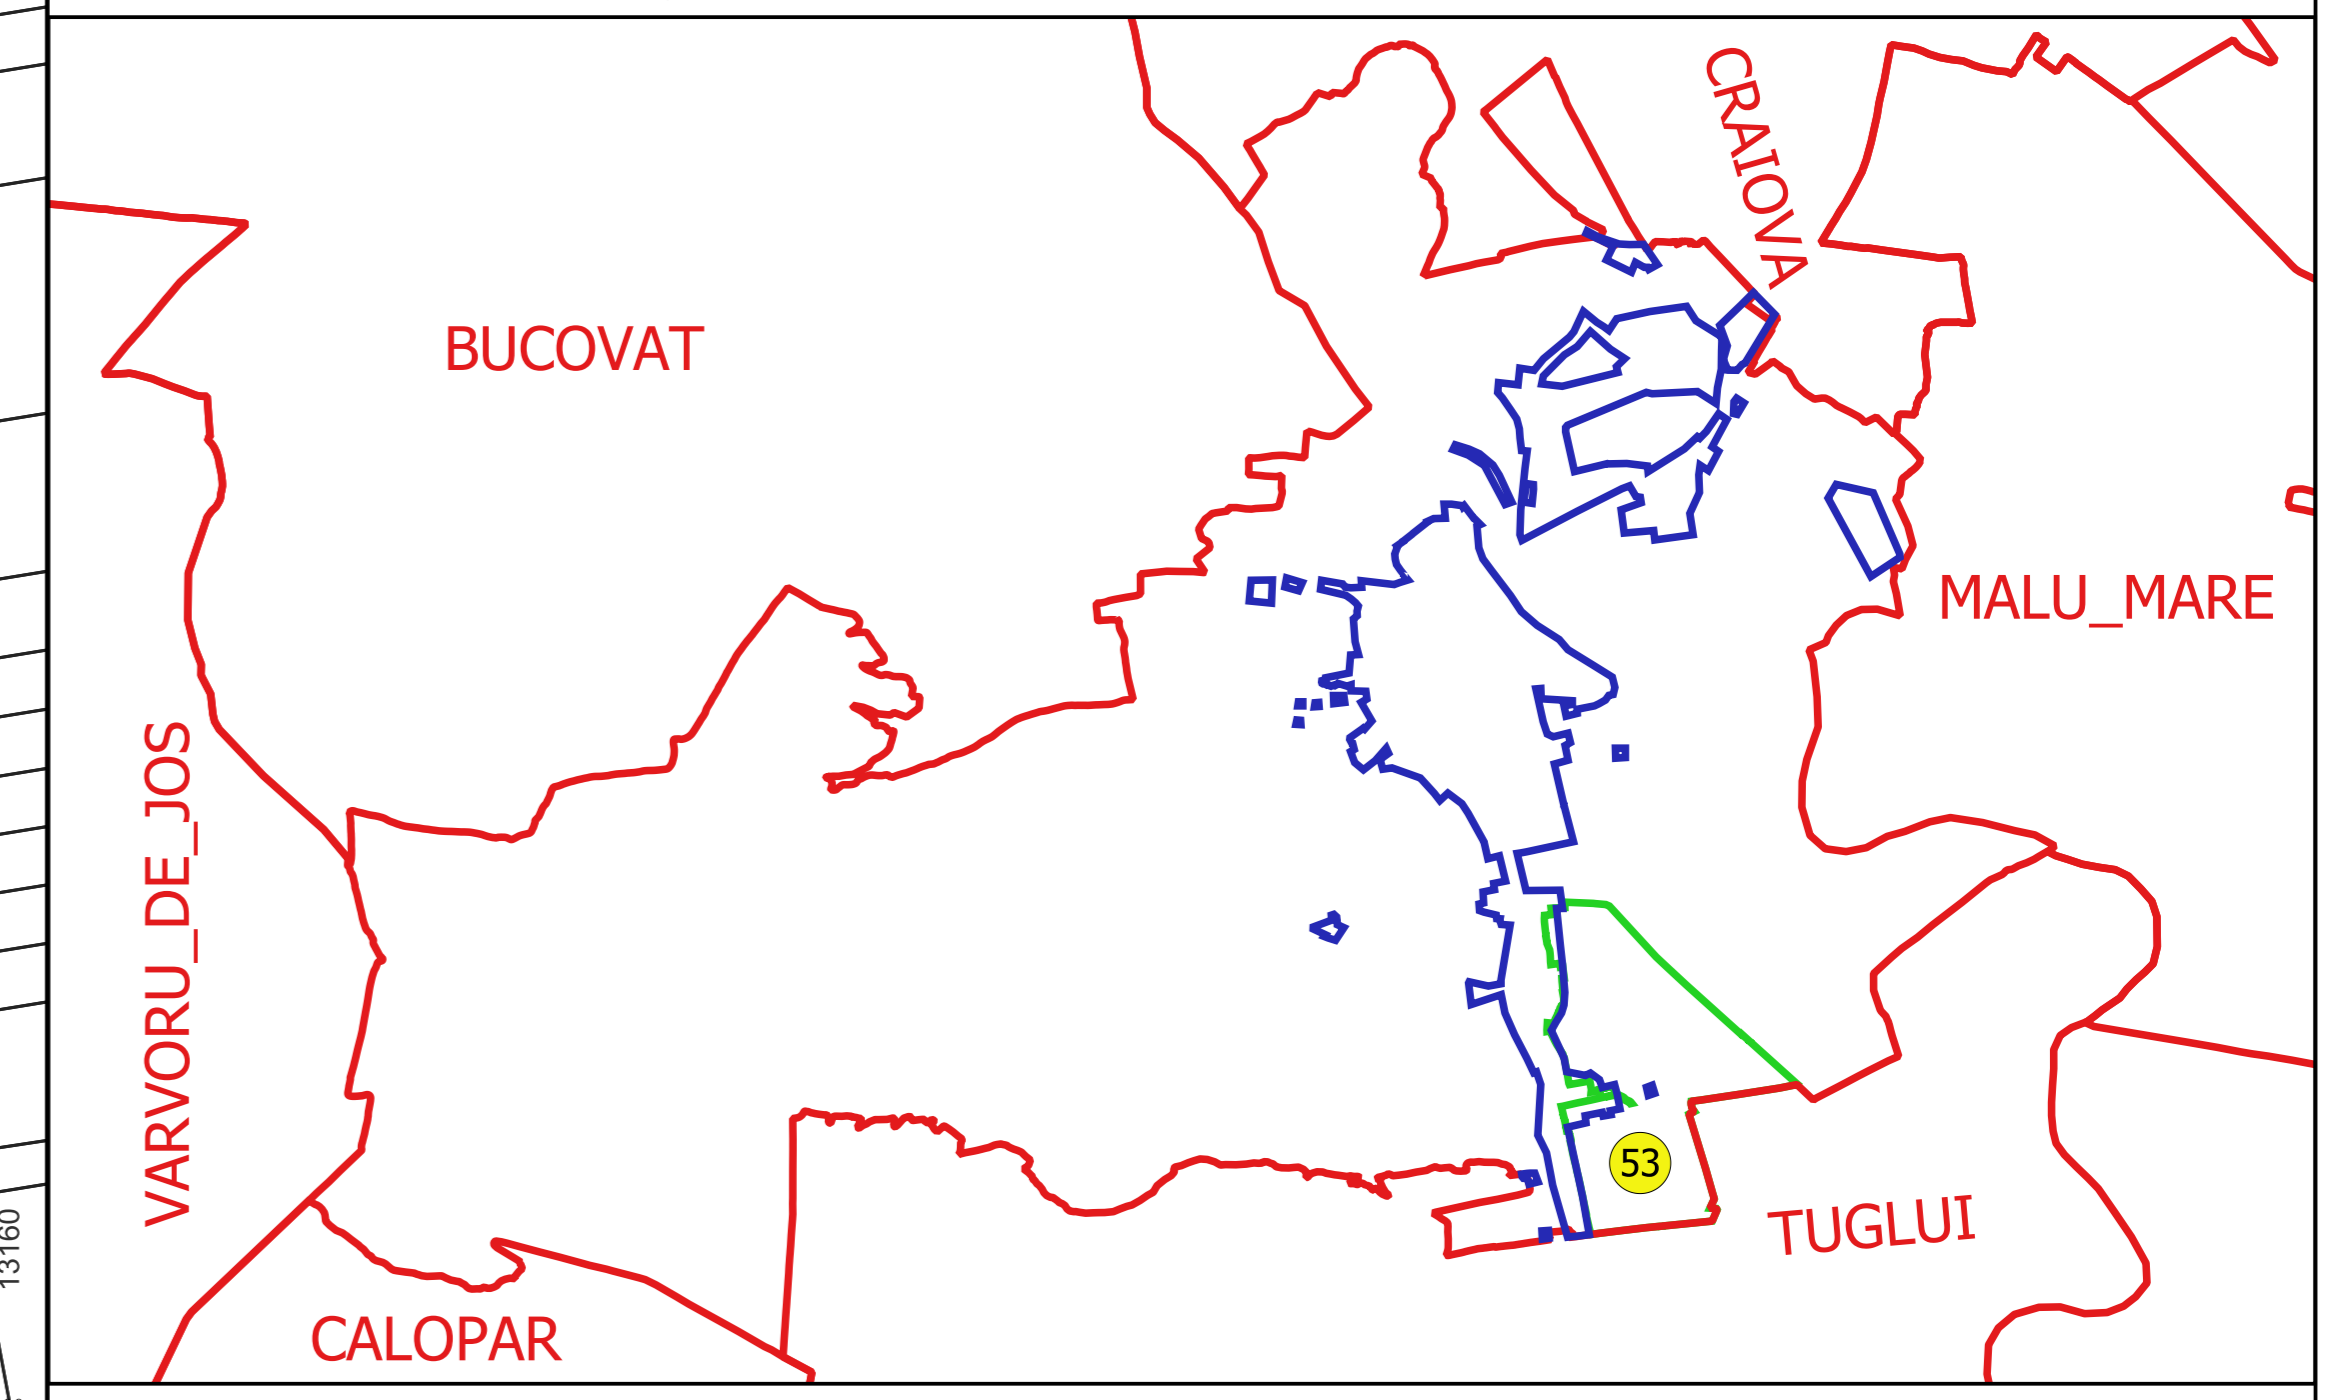 CRAIOVA
BUCOVAT
MALU_MARE
VARVORU_DE_JOS
53
TUGLUI
13160
CALOPAR